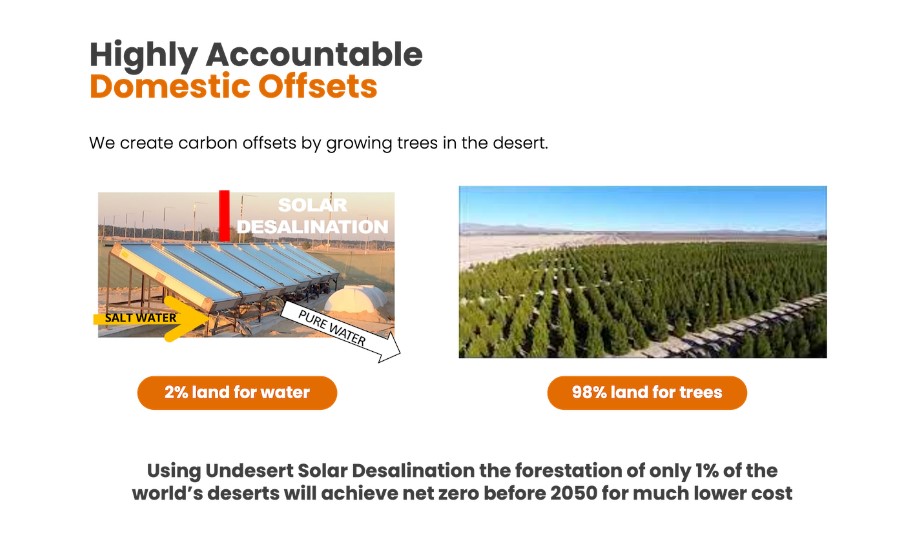 Highly Accountable
Domestic Offsets
We create carbon offsets by growing trees in the desert.
SOLAR
DESALINATION
SALT WATER
PURE WATER
2% land for water
98% land for trees
Using Undesert Solar Desalination the forestation of only 1% of the
world’s deserts will achieve net zero before 2050 for much lower cost